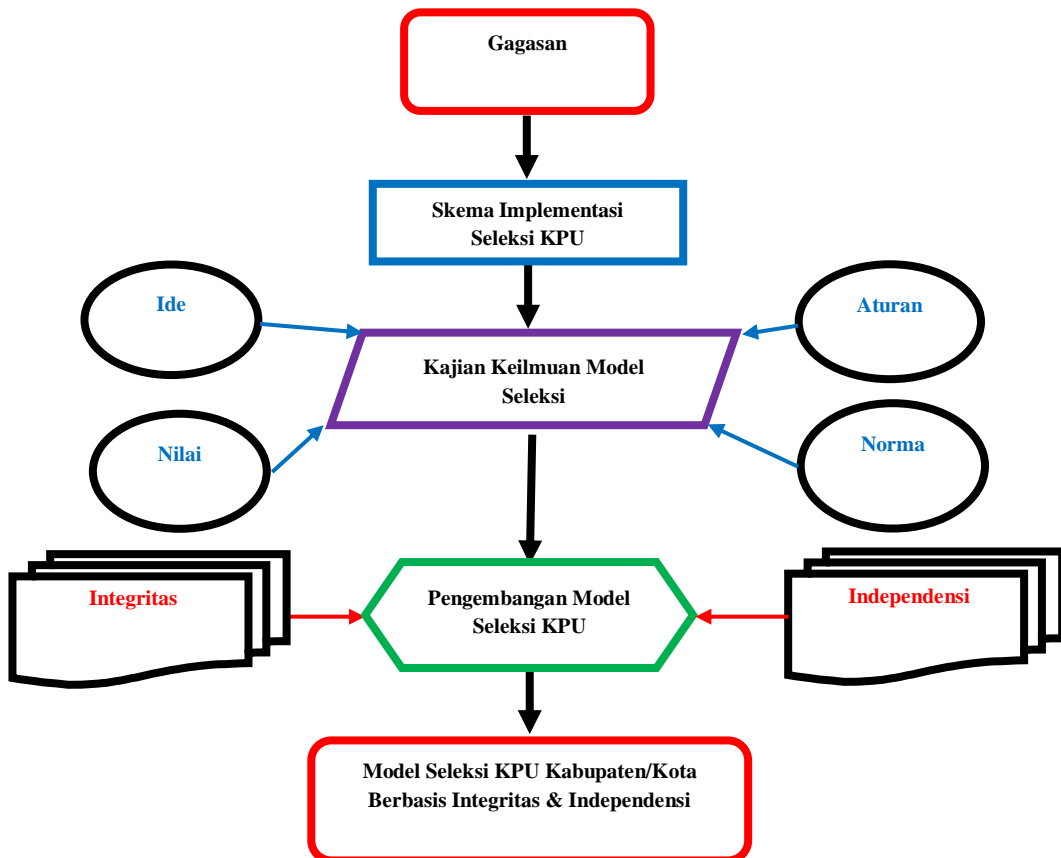 Gagasan
Skema Implementasi
Seleksi KPU
Ide
Aturan
Kajian Keilmuan Model
Seleksi
Nilai
Norma
Integritas
Pengembangan Model
Seleksi KPU
Independensi
Model Seleksi KPU Kabupaten/Kota
Berbasis Integritas & Independensi